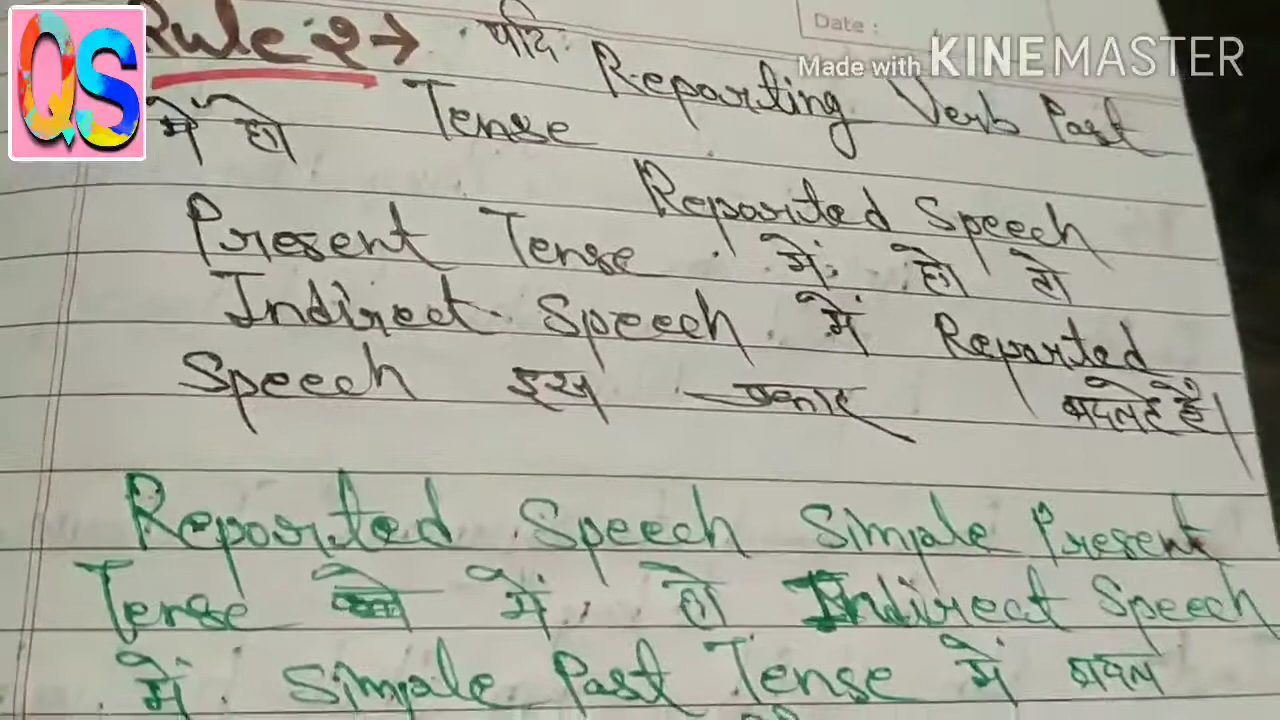 QS
Date :
Made with KINEMASTER
Rule 2→ यदि Reporting Verb Past
Tense में हो
Reported Speech
Present Tense में हो तो
Indirect Speech में Reported
Speech इस प्रकार बदलते हैं।
Reported Speech Simple Present
Tense में हो Indirect Speech
में Simple Past Tense में बदल